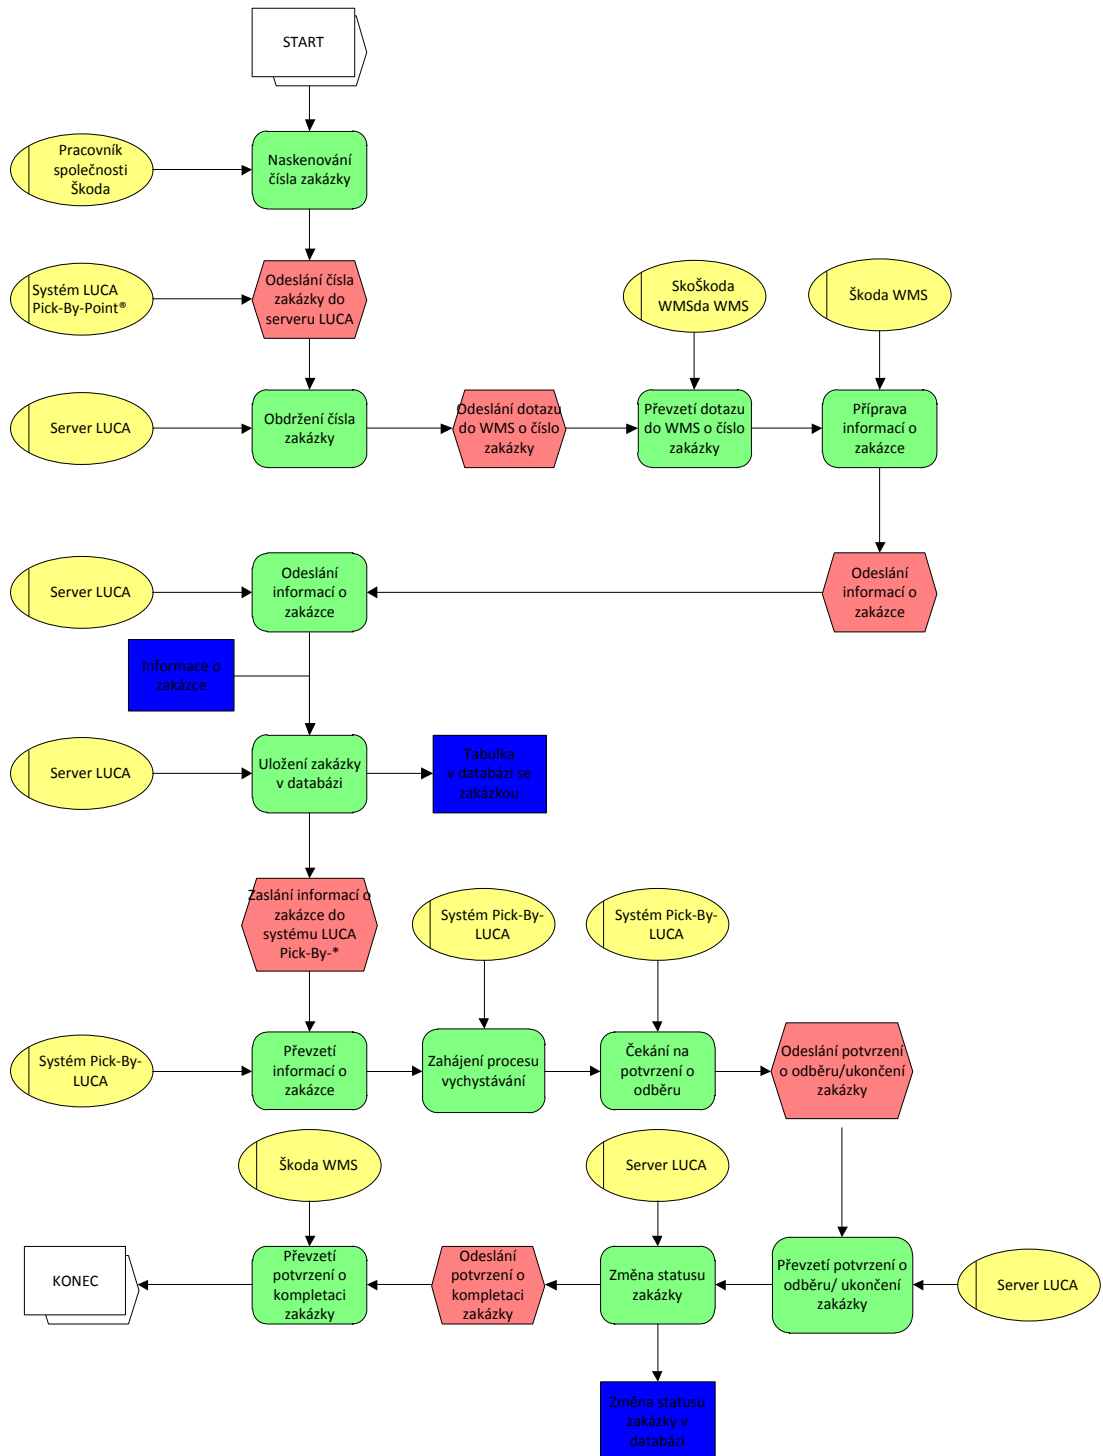 START
Pracovník
společnosti
Škoda
Naskenování
čísla zakázky
Systém LUCA
Pick-By-Point®
Odeslání čísla
zakázky do
serveru LUCA
SkoŠkoda
WMSda WMS
Škoda WMS
Server LUCA
Obdržení čísla
zakázky
Odeslání dotazu
do WMS o číslo
zakázky
Převzetí dotazu
do WMS o číslo
zakázky
Příprava
informací o
zakázce
Server LUCA
Odeslání
informací o
zakázce
Odeslání
informací o
zakázce
Informace o
zakázce
Server LUCA
Uložení zakázky
v databázi
Tabulka
v databázi se
zakázkou
Zaslání informací o
zakázce do
systému LUCA
Pick-By-*
Systém Pick-By-
LUCA
Systém Pick-By-
LUCA
Systém Pick-By-
LUCA
Převzetí
informací o
zakázce
Zahájení procesu
vychystávání
Čekání na
potvrzení o
odběru
Odeslání potvrzení
o odběru/ukončení
zakázky
Škoda WMS
Server LUCA
KONEC
Převzetí
potvrzení o
kompletaci
zakázky
Odeslání
potvrzení o
kompletaci
zakázky
Změna statusu
zakázky
Převzetí potvrzení o
odběru/ ukončení
zakázky
Server LUCA
Změna statusu
zakázky v
databází